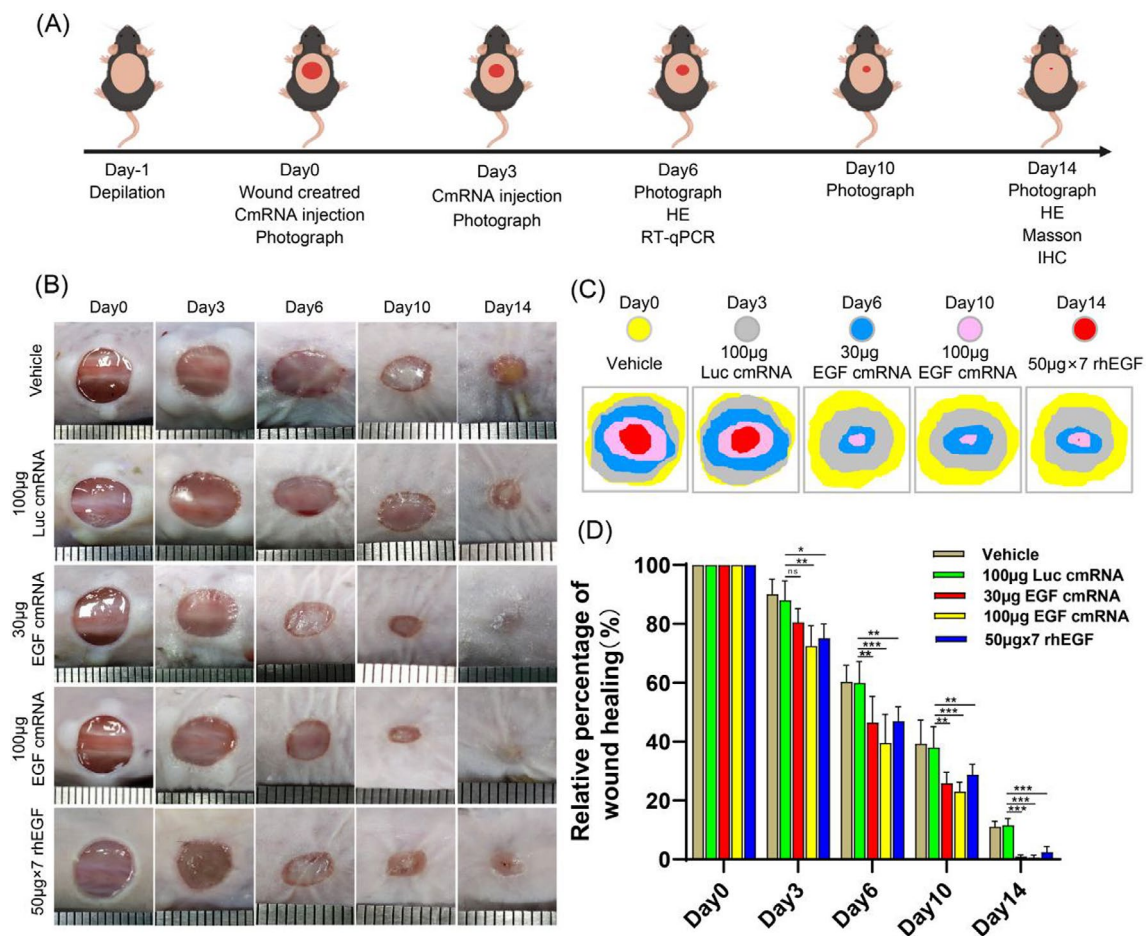 (A)
Day-1
Depilation
Day0
Wound creatred
CmRNA injection
Photograph
Day3
CmRNA injection
Photograph
Day6
Photograph
HE
RT-qPCR
Day10
Photograph
Day14
Photograph
HE
Masson
IHC
(B)
Day0 Day3 Day6 Day10 Day14
Vehicle
100μg
Luc cmRNA
30μg
EGF cmRNA
100μg
EGF cmRNA
50μg×7 rhEGF
(C)
Day0 Day3 Day6 Day10 Day14
Vehicle
100μg
Luc cmRNA
30μg
EGF cmRNA
100μg
EGF cmRNA
50μg×7 rhEGF
(D)
Relative percentage of
wound healing(%)
100
80
60
40
20
0
*
**
ns
**
***
**
**
***
**
***
***
***
Vehicle
100μg Luc cmRNA
30μg EGF cmRNA
100μg EGF cmRNA
50μgx7 rhEGF
Day0
Day3
Day6
Day10
Day14